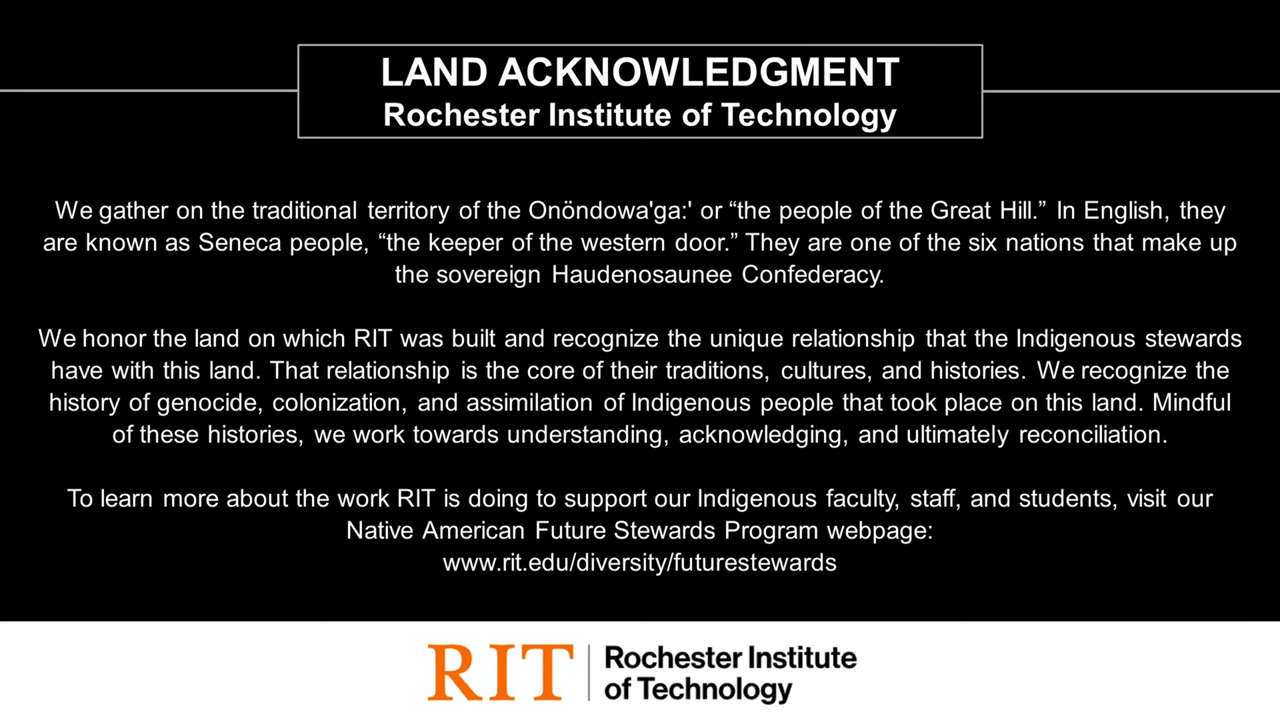 LAND ACKNOWLEDGMENT
Rochester Institute of Technology
We gather on the traditional territory of the Onöndowa'ga:' or “the people of the Great Hill.” In English, they
are known as Seneca people, “the keeper of the western door.” They are one of the six nations that make up
the sovereign Haudenosaunee Confederacy.
We honor the land on which RIT was built and recognize the unique relationship that the Indigenous stewards
have with this land. That relationship is the core of their traditions, cultures, and histories. We recognize the
history of genocide, colonization, and assimilation of Indigenous people that took place on this land. Mindful
of these histories, we work towards understanding, acknowledging, and ultimately reconciliation.
To learn more about the work RIT is doing to support our Indigenous faculty, staff, and students, visit our
Native American Future Stewards Program webpage:
www.rit.edu/diversity/futurestewards
RIT | Rochester Institute
of Technology